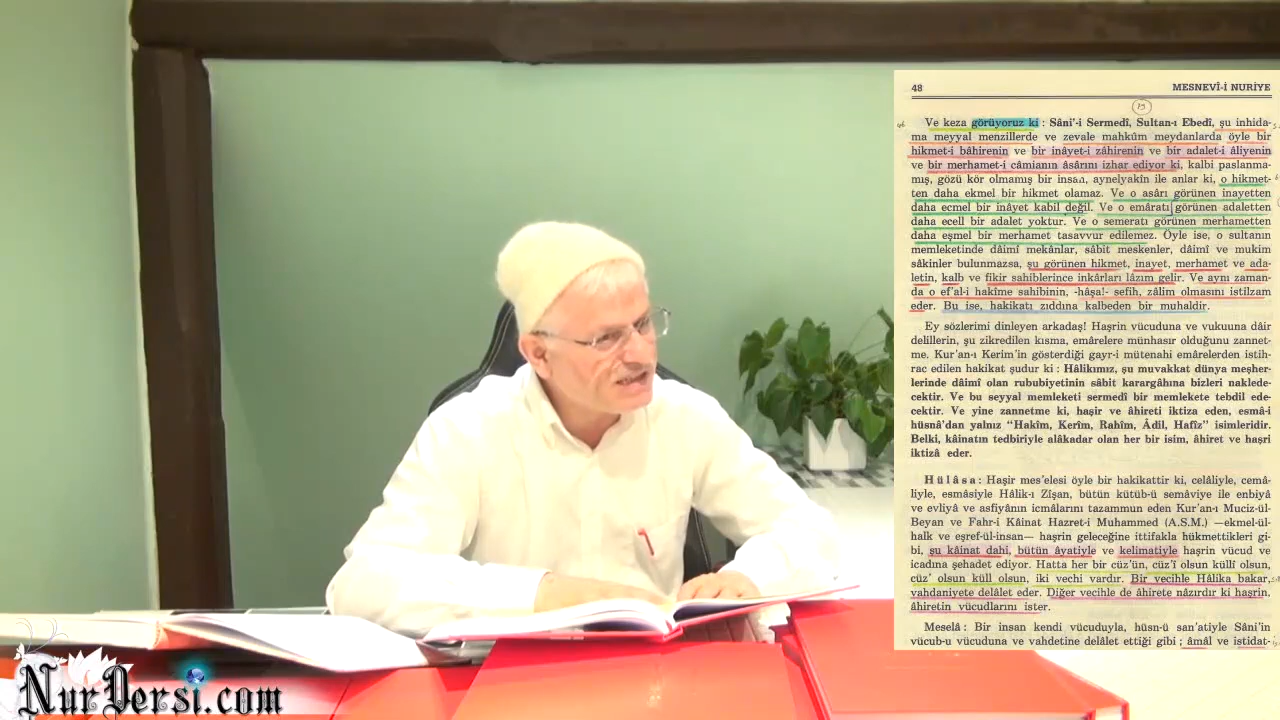 48 MESNEVÎ-İ NURİYE
19
Ve keza görüyoruz ki : Sâni'-i Sermedî, Sultan-ı Ebedî, şu inhida-
ma meyyal menzillerde ve zevale mahkûm meydanlarda öyle bir
hikmet-i bâhirenin ve bir inâyet-i zâhirenin ve bir adalet-i âliyenin
ve bir merhamet-i câmianın âsârını izhar ediyor ki, kalbi paslanma-
mış, gözü kör olmamış bir insan, aynelyakîn ile anlar ki, o hikmet-
ten daha ekmel bir hikmet olamaz. Ve o asârı görünen inayetten
daha ecmel bir inâyet kabil değil. Ve o emâratı görünen adaletten
daha ecell bir adalet yoktur. Ve o semeratı görünen merhametten
daha eşmel bir merhamet tasavvur edilemez. Öyle ise, o sultanın
memleketinde dâimî mekânlar, sâbit meskenler, dâimî ve mukim
sâkinler bulunmazsa, şu görünen hikmet, inayet, merhamet ve ada-
letin, kalb ve fikir sahiblerince inkârları lâzım gelir. Ve aynı zaman-
da o ef'al-i hakîme sahibinin, -hâşa!- sefih, zâlim olmasını istilzam
eder. Bu ise, hakikatı zıddına kalbeden bir muhaldir.
Ey sözlerimi dinleyen arkadaş! Haşrin vücuduna ve vukuuna dâir
delillerin, şu zikredilen kısma, emârelere münhasır olduğunu zannet-
me. Kur'an-ı Kerim'in gösterdiği gayr-i mütenahi emârelerden istih-
rac edilen hakikat şudur ki : Hâlikımız, şu muvakkat dünya meşher-
lerinde dâimî olan rububiyetinin sâbit karargâhına bizleri naklede-
cektir. Ve bu seyyal memleketi sermedî bir memlekete tebdil ede-
cektir. Ve yine zannetme ki, haşir ve âhireti iktiza eden, esmâ-i
hüsnâ'dan yalnız "Hakîm, Kerîm, Rahîm, Âdil, Hafîz" isimleridir.
Belki, kâinatın tedbiriyle alâkadar olan her bir isim, âhiret ve haşri
iktizâ eder.
Hülâsa: Haşir mes'elesi öyle bir hakikattir ki, celâliyle, cemâ-
liyle, esmâsiyle Hâlik-ı Zîşan, bütün kütüb-ü semâviye ile enbiyâ
ve evliyâ ve asfiyânın icmâlarını tazammun eden Kur'an-ı Muciz-ül-
Beyan ve Fahr-i Kâinat Hazret-i Muhammed (A.S.M.) —ekmel-ül-
halk ve eşref-ül-insan— haşrin geleceğine ittifakla hükmettikleri gi-
bi, şu kâinat dahi, bütün âyatiyle ve kelimatiyle haşrin vücud ve
icadına şehadet ediyor. Hatta her bir cüz'ün, cüz'î olsun küllî olsun,
cüz' olsun küll olsun, iki vechi vardır. Bir vecihle Hâlika bakar,
vahdaniyete delâlet eder. Diğer vecihle de âhirete nâzırdır ki haşrin,
âhiretin vücudlarını ister.
Meselâ : Bir insan kendi vücuduyla, hüsn-ü san'atiyle Sâni'in
vücub-u vücuduna ve vahdetine delâlet ettiği gibi ; âmâl ve istidat-
NurDersi.com